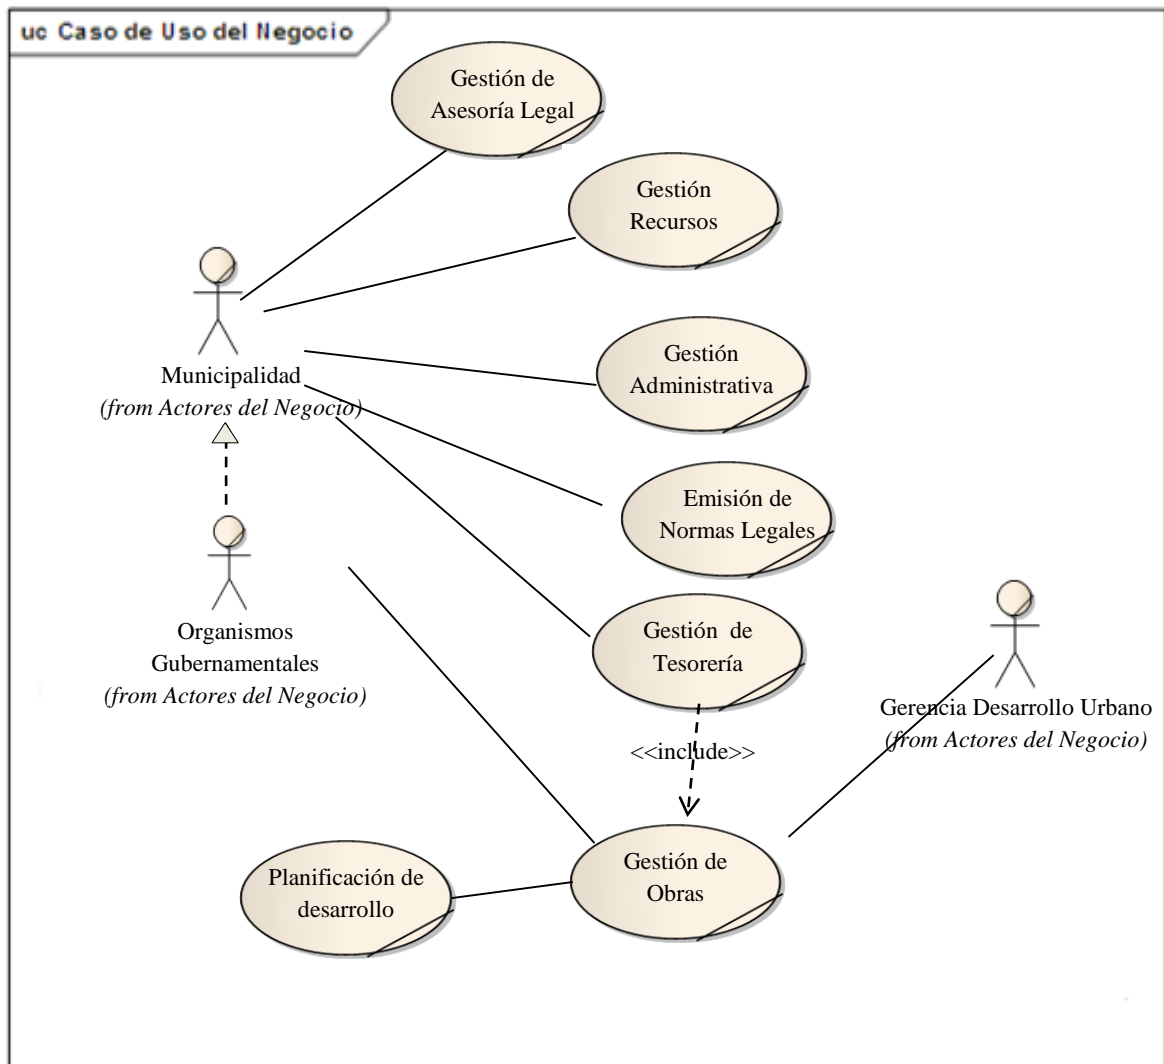 uc Caso de Uso del Negocio
Gestión de
Asesoría Legal
Gestión
Recursos
Municipalidad
(from Actores del Negocio)
Gestión
Administrativa
Emisión de
Normas Legales
Organismos
Gubernamentales
(from Actores del Negocio)
Gestión de
Tesorería
Gerencia Desarrollo Urbano
(from Actores del Negocio)
<<include>>
Planificación de
desarrollo
Gestión de
Obras